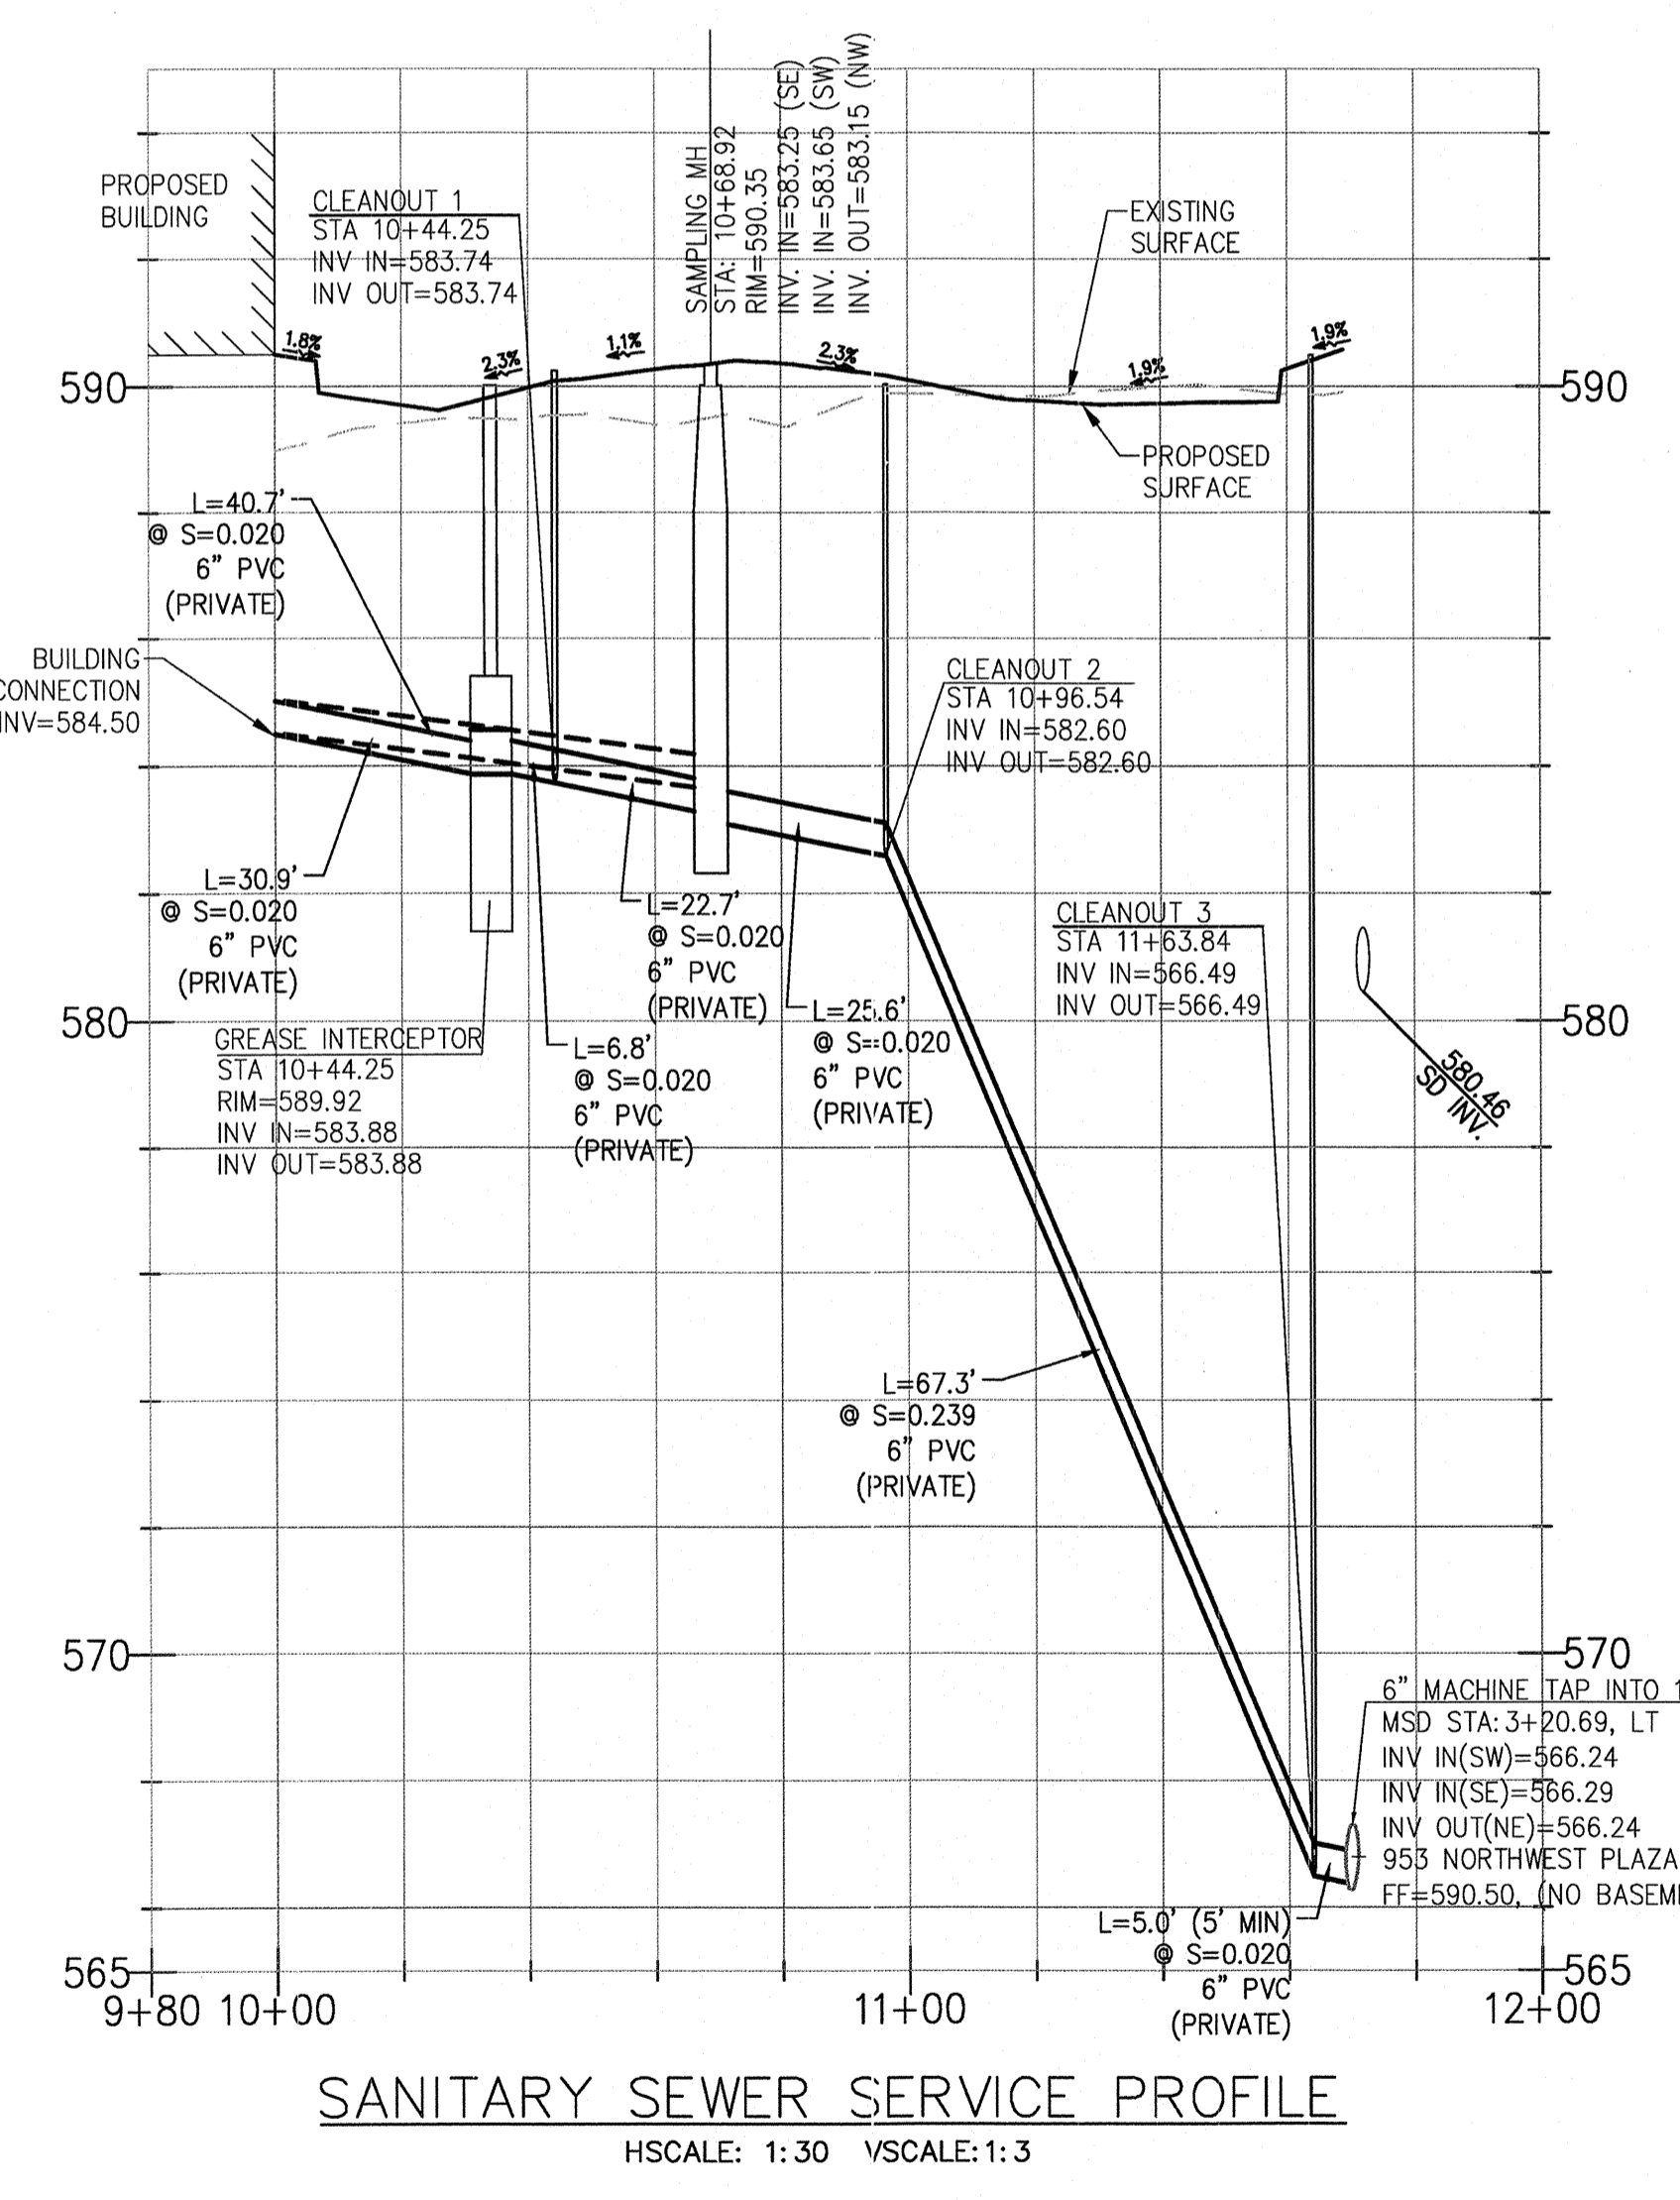 SAMPLING MH
STA: 10+68.92
RIM=590.35
INV. IN=583.25 (SE)
INV. IN=583.65 (SW)
INV. OUT=583.15 (NW)
PROPOSED
BUILDING
CLEANOUT 1
STA 10+44.25
INV IN=583.74
INV OUT=583.74
EXISTING
SURFACE
1.8%
2.3%
1.1%
2.3%
1.9%
1.9%
590
590
PROPOSED
SURFACE
L=40.7'
@ S=0.020
6" PVC
(PRIVATE)
BUILDING
CONNECTION
INV=584.50
CLEANOUT 2
STA 10+96.54
INV IN=582.60
INV OUT=582.60
L=30.9'
@ S=0.020
6" PVC
(PRIVATE)
L=22.7'
@ S=0.020
6" PVC
(PRIVATE)
CLEANOUT 3
STA 11+63.84
INV IN=566.49
INV OUT=566.49
580
580
GREASE INTERCEPTOR
STA 10+44.25
RIM=589.92
INV IN=583.88
INV OUT=583.88
L=6.8'
@ S=0.020
6" PVC
(PRIVATE)
L=25.6'
@ S=0.020
6" PVC
(PRIVATE)
580.46
SD INV.
L=67.3'
@ S=0.239
6" PVC
(PRIVATE)
570
570
6" MACHINE TAP INTO
MSD STA: 3+20.69, LT
INV IN(SW)=566.24
INV IN(SE)=566.29
INV OUT(NE)=566.24
953 NORTHWEST PLAZA
FF=590.50, (NO
L=5.0' (5' MIN)
@ S=0.020
6" PVC
(PRIVATE)
565
565
9+80 10+00 11+00 12+00
SANITARY SEWER SERVICE PROFILE
HSCALE: 1:30 VSCALE: 1:3